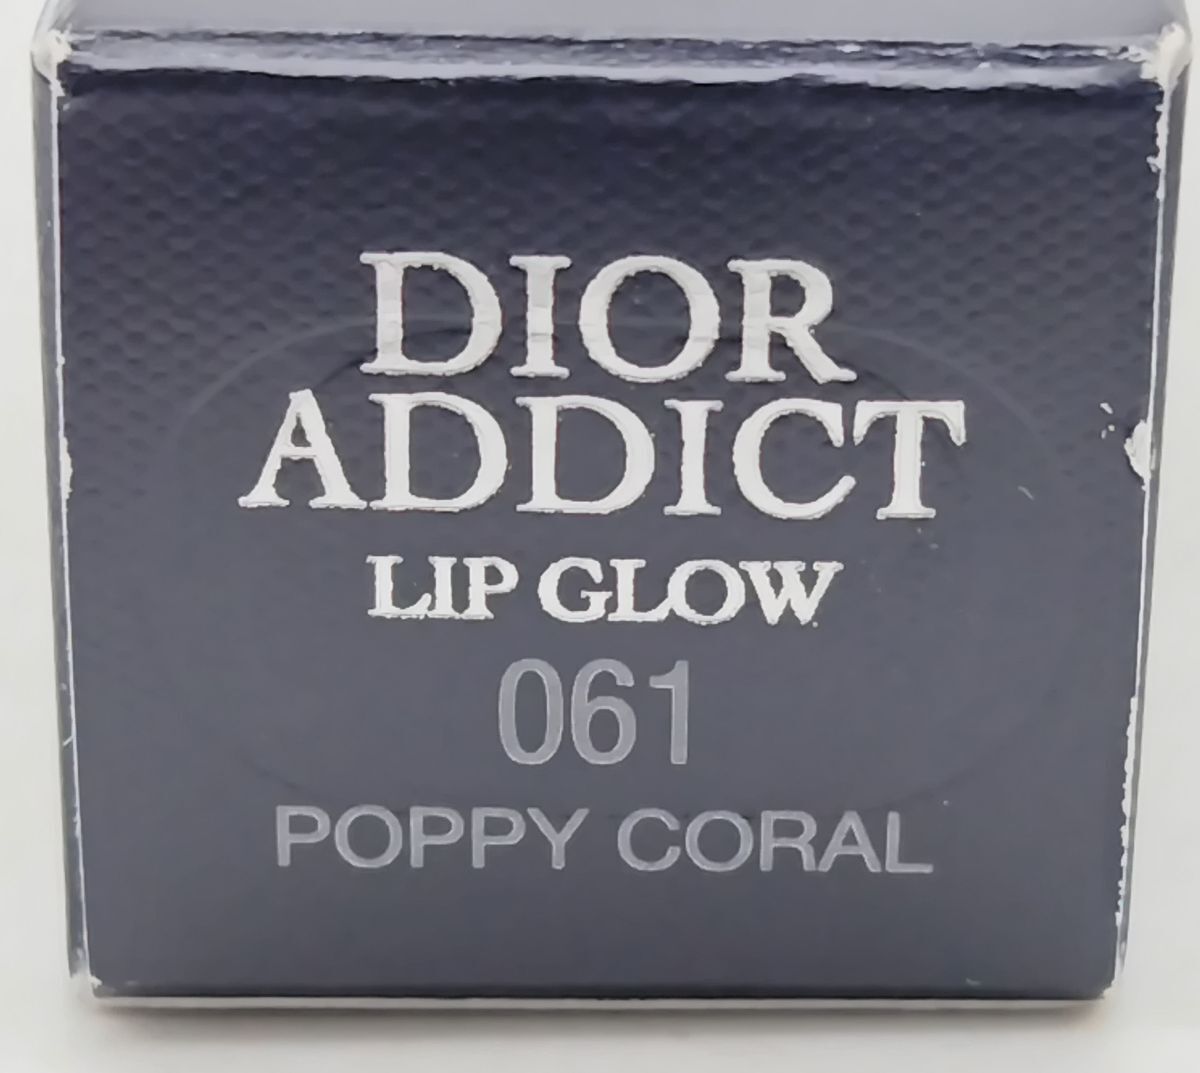 DIOR
ADDICT
LIP GLOW
061
POPPY CORAL